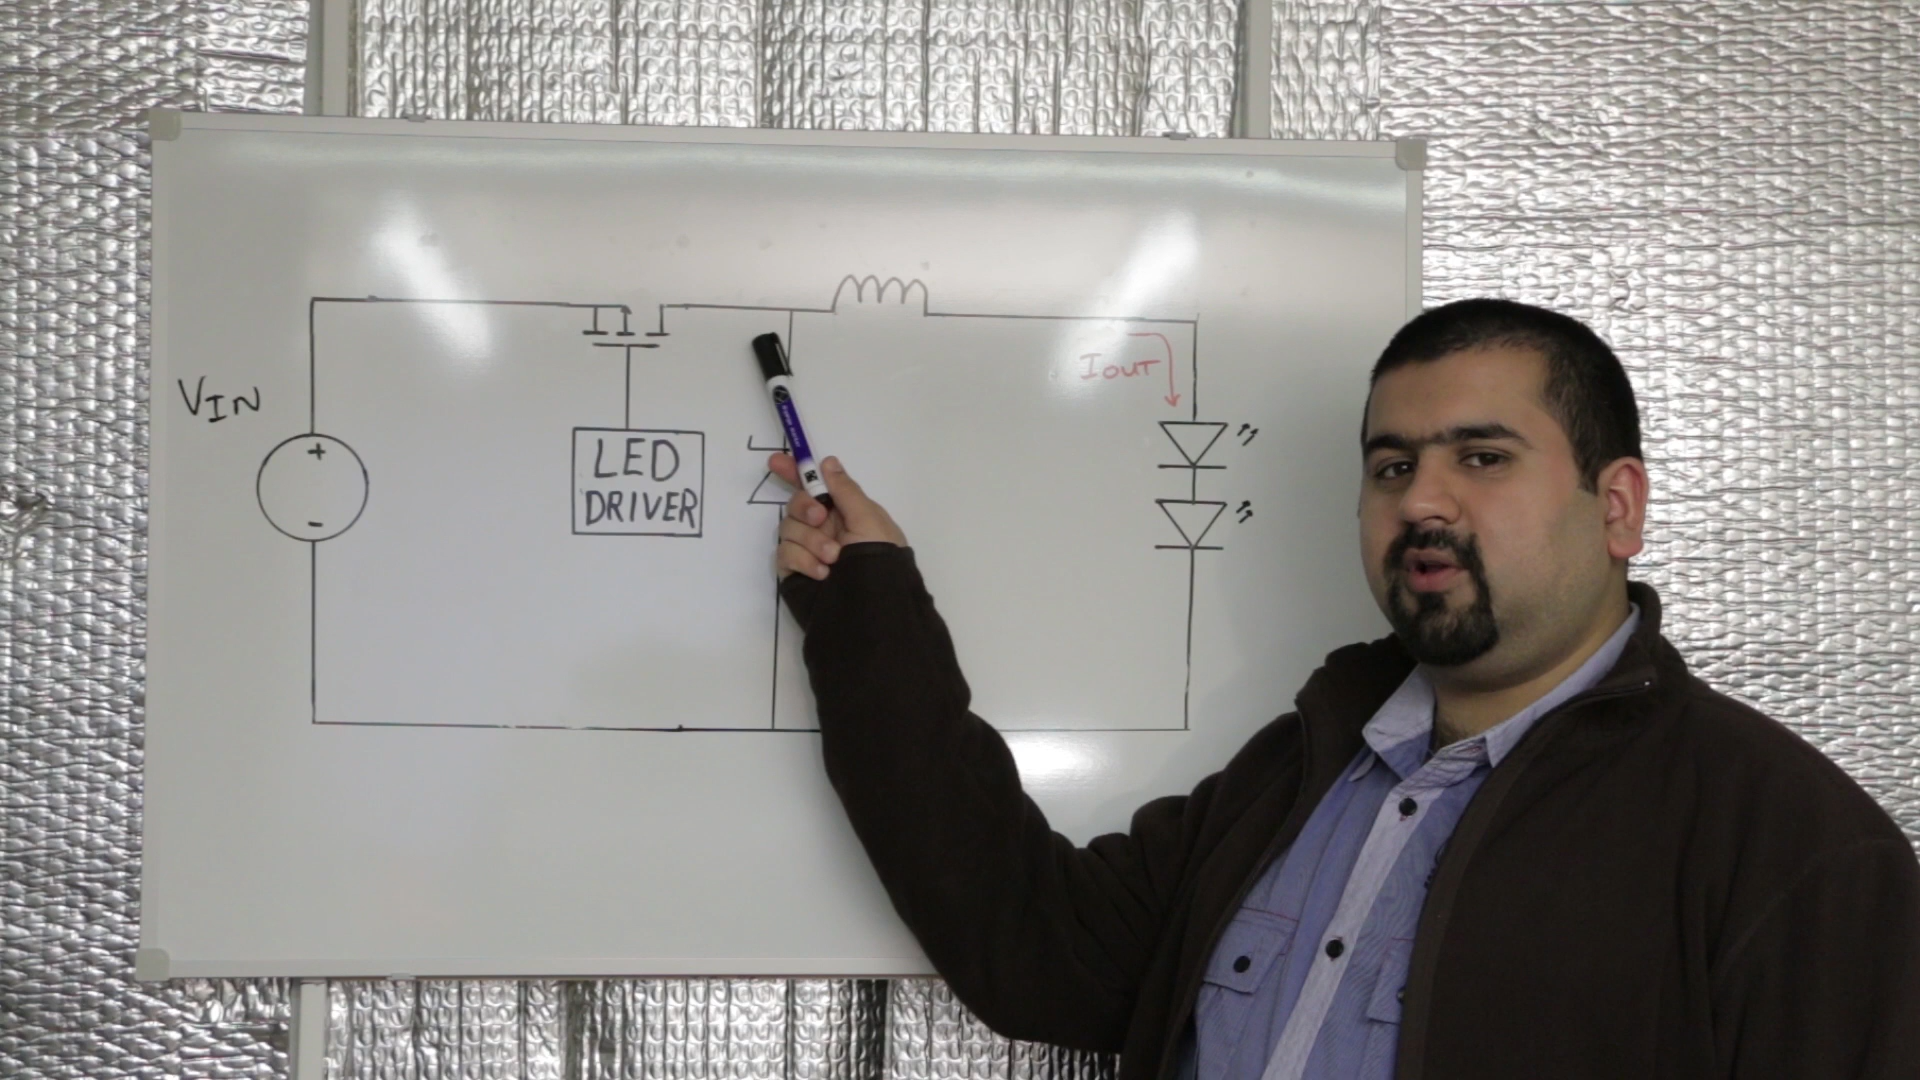 VIN
+
-
LED
DRIVER
IOUT